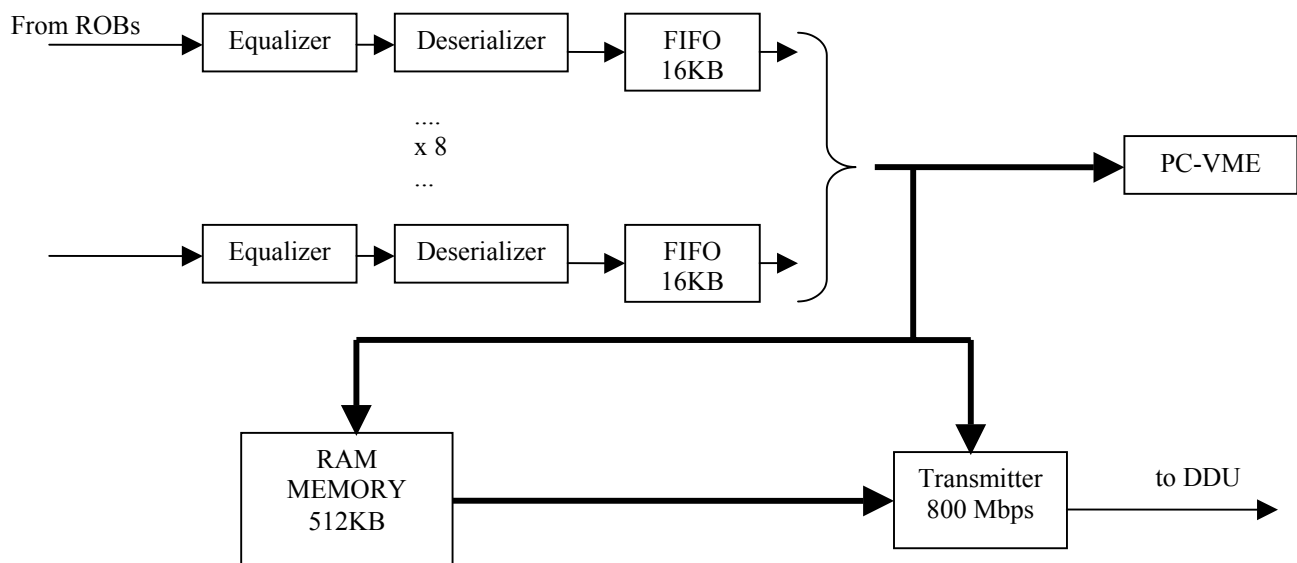 From ROBs
Equalizer
Deserializer
FIFO
16KB
....
x 8
...
PC-VME
Equalizer
Deserializer
FIFO
16KB
RAM
MEMORY
512KB
Transmitter
800 Mbps
to DDU